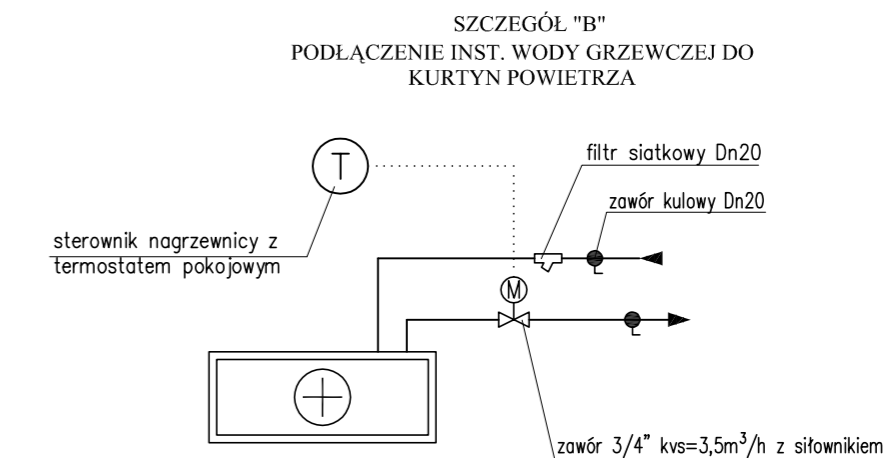 SZCZEGÓŁ "B"
PODŁĄCZENIE INST. WODY GRZEWCZEJ DO
KURTYN POWIETRZA
T
filtr siatkowy Dn20
zawór kulowy Dn20
sterownik nagrzewnicy z
termostatem pokojowym
M
zawór 3/4" kvs=3,5m³/h z siłownikiem